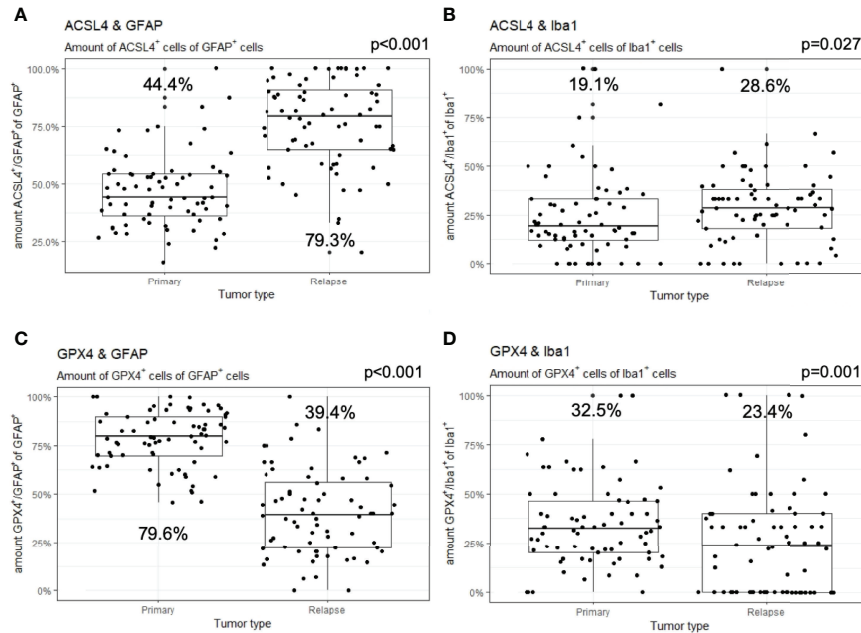 A
ACSL4 & GFAP
Amount of ACSL4⁺ cells of GFAP⁺ cells
p<0.001
100.0%
75.0%
50.0%
25.0%
amount ACSL4⁺/GFAP⁺ of GFAP⁺
44.4%
79.3%
Primary
Relapse
Tumor type
B
ACSL4 & Iba1
Amount of ACSL4⁺ cells of Iba1⁺ cells
p=0.027
100%
75%
50%
25%
0%
amount ACSL4⁺/Iba1⁺ of Iba1⁺
19.1%
28.6%
Primary
Relapse
Tumor type
C
GPX4 & GFAP
Amount of GPX4⁺ cells of GFAP⁺ cells
p<0.001
100%
75%
50%
25%
0%
amount GPX4⁺/GFAP⁺ of GFAP⁺
79.6%
39.4%
Primary
Relapse
Tumor type
D
GPX4 & Iba1
Amount of GPX4⁺ cells of Iba1⁺ cells
p=0.001
100%
75%
50%
25%
0%
amount GPX4⁺/Iba1⁺ of Iba1⁺
32.5%
23.4%
Primary
Relapse
Tumor type